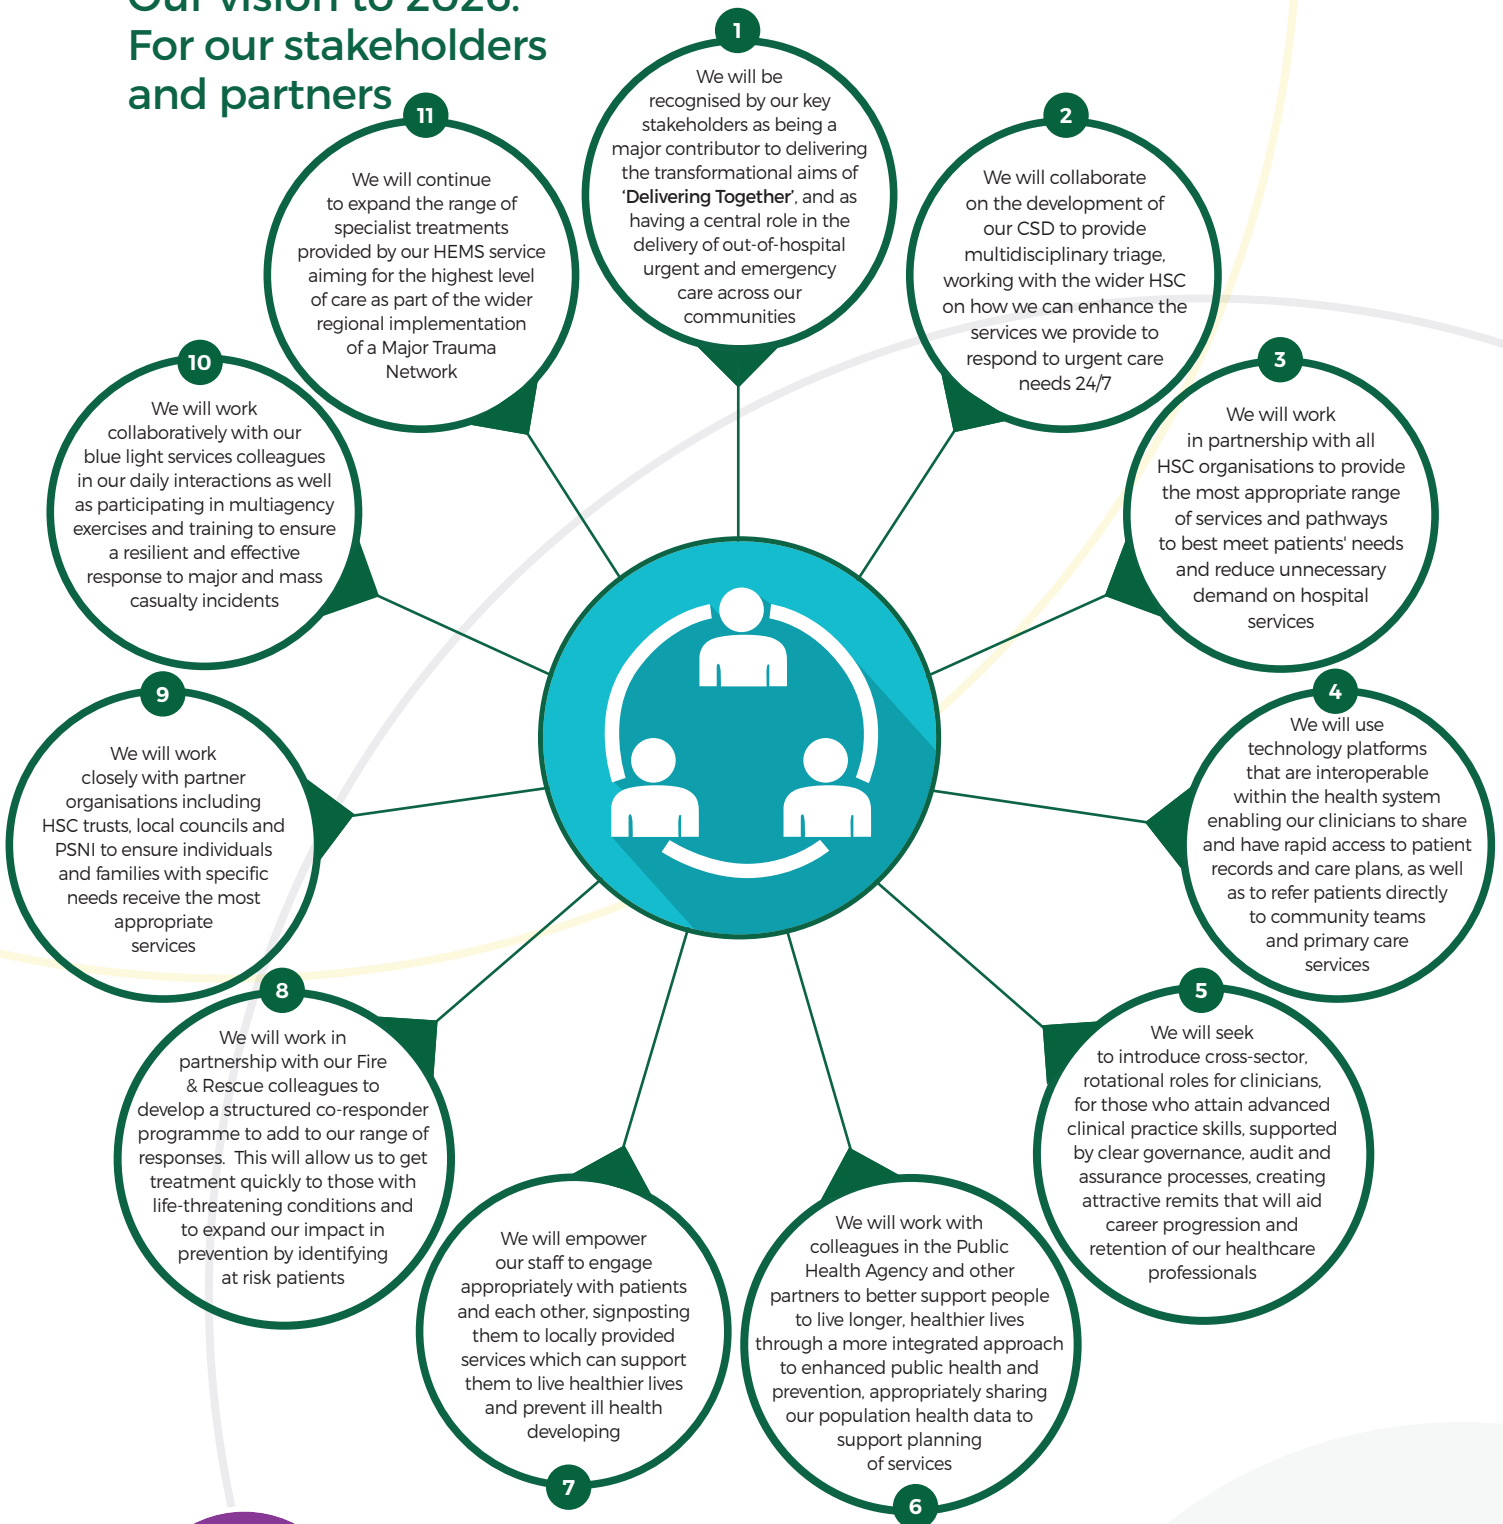 Our vision to 2026:
For our stakeholders
and partners
1
We will be
recognised by our key
stakeholders as being a
major contributor to delivering
the transformational aims of
‘Delivering Together’, and as
having a central role in the
delivery of out-of-hospital
urgent and emergency
care across our
communities
2
We will collaborate
on the development of
our CSD to provide
multidisciplinary triage,
working with the wider HSC
on how we can enhance the
services we provide to
respond to urgent care
needs 24/7
3
We will work
in partnership with all
HSC organisations to provide
the most appropriate range
of services and pathways
to best meet patients' needs
and reduce unnecessary
demand on hospital
services
4
We will use
technology platforms
that are interoperable
within the health system
enabling our clinicians to share
and have rapid access to patient
records and care plans, as well
as to refer patients directly
to community teams
and primary care
services
5
We will seek
to introduce cross-sector,
rotational roles for clinicians,
for those who attain advanced
clinical practice skills, supported
by clear governance, audit and
assurance processes, creating
attractive remits that will aid
career progression and
retention of our healthcare
professionals
We will work with
colleagues in the Public
Health Agency and other
partners to better support people
to live longer, healthier lives
through a more integrated approach
to enhanced public health and
prevention, appropriately sharing
our population health data to
support planning
of services
6
We will empower
our staff to engage
appropriately with patients
and each other, signposting
them to locally provided
services which can support
them to live healthier lives
and prevent ill health
developing
7
8
We will work in
partnership with our Fire
& Rescue colleagues to
develop a structured co-responder
programme to add to our range of
responses.  This will allow us to get
treatment quickly to those with
life-threatening conditions and
to expand our impact in
prevention by identifying
at risk patients
9
We will work
closely with partner
organisations including
HSC trusts, local councils and
PSNI to ensure individuals
and families with specific
needs receive the most
appropriate
services
10
We will work
collaboratively with our
blue light services colleagues
in our daily interactions as well
as participating in multiagency
exercises and training to ensure
a resilient and effective
response to major and mass
casualty incidents
11
We will continue
to expand the range of
specialist treatments
provided by our HEMS service
aiming for the highest level
of care as part of the wider
regional implementation
of a Major Trauma
Network